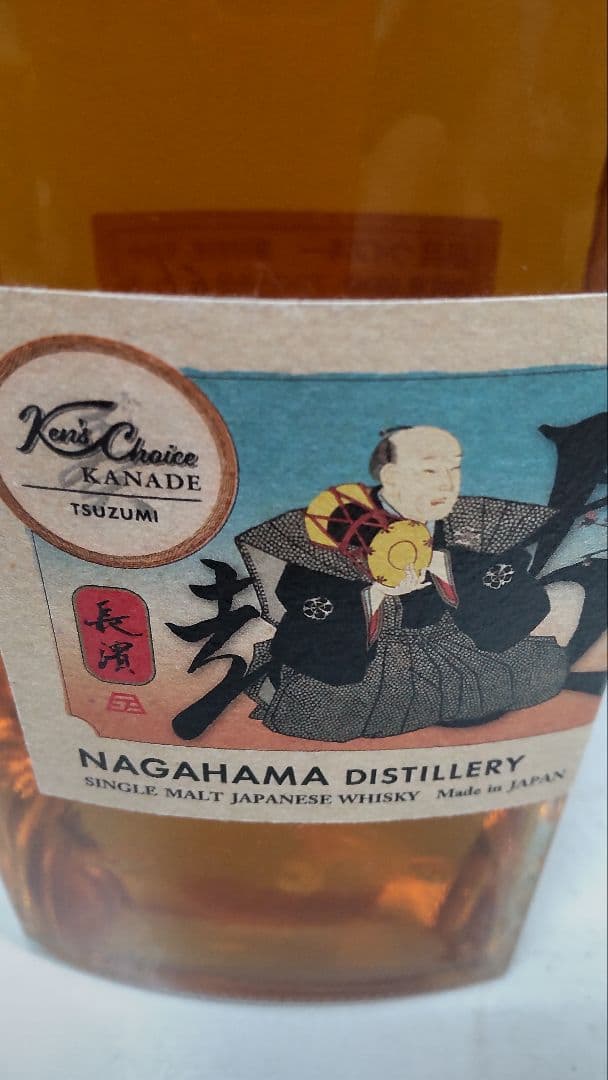 Ken's Choice
KANADE
TSUZUMI
長
濱
NAGAHAMA DISTILLERY
SINGLE MALT JAPANESE WHISKY Made in JAPAN